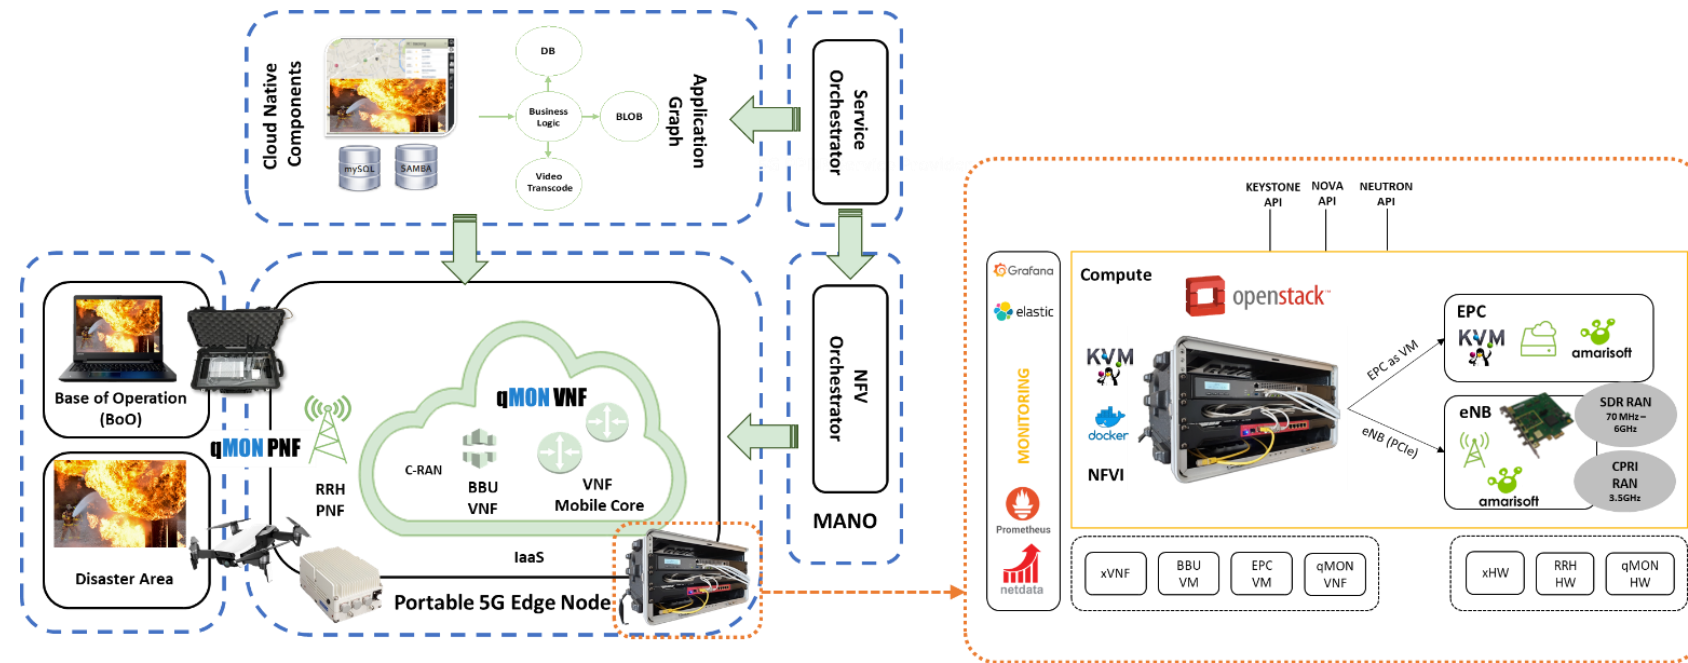 Cloud Native
Components
mySQL
SAMBA
DB
Business
Logic
BLOB
Video
Transcode
Application
Graph
Service
Orchestrator
Base of Operation
(BoO)
Disaster Area
qMON PNF
RRH
PNF
qMON VNF
C-RAN
BBU
VNF
VNF
Mobile Core
IaaS
Portable 5G Edge Node
NFV
Orchestrator
MANO
KEYSTONE
API
NOVA
API
NEUTRON
API
Grafana
elastic
MONITORING
Prometheus
netdata
Compute
openstack™
KVM
docker
NFVI
EPC as VM
eNB (PCIe)
EPC
KVM
amarisoft
eNB
amarisoft
SDR RAN
70 MHz –
6GHz
CPRI
RAN
3.5GHz
xVNF
BBU
VM
EPC
VM
qMON
VNF
xHW
RRH
HW
qMON
HW